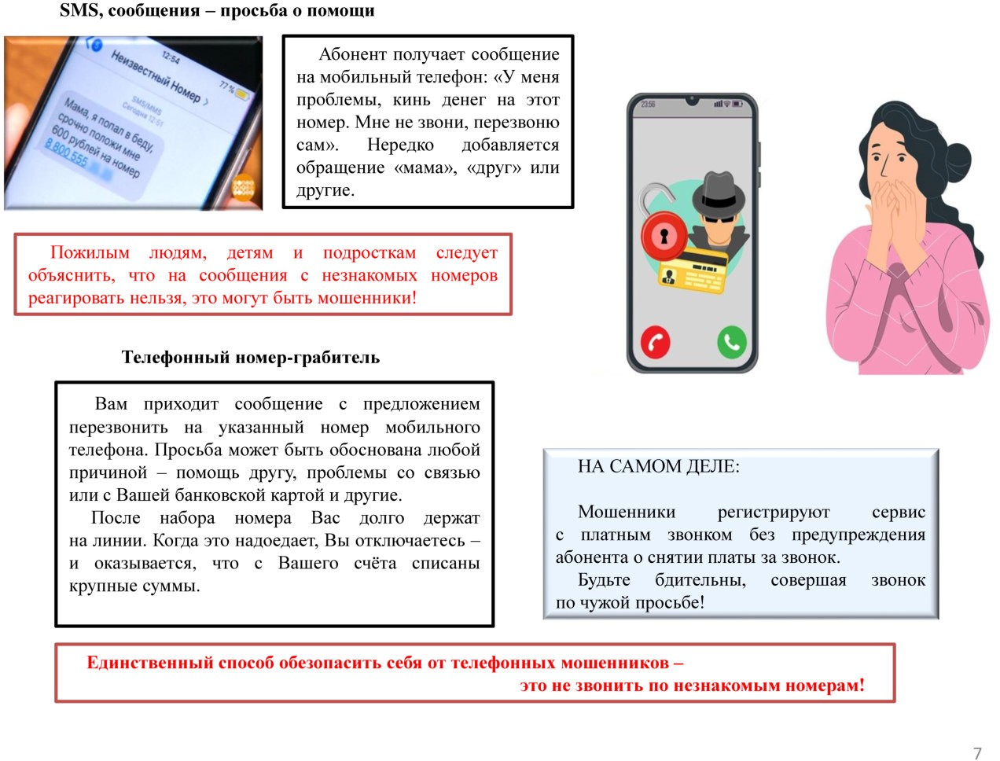 SMS, сообщения – просьба о помощи
12:54
77 %
Неизвестный Номер
SMS/MMS
Сегодня 12:51
Мама, я попал в беду,
срочно положи мне
600 рублей на номер
8 800 555
Абонент получает сообщение
на мобильный телефон: «У меня
проблемы, кинь денег на этот
номер. Мне не звони, перезвоню
сам». Нередко добавляется
обращение «мама», «друг» или
другие.
23:56
Пожилым людям, детям и подросткам следует
объяснить, что на сообщения с незнакомых номеров
реагировать нельзя, это могут быть мошенники!
Телефонный номер-грабитель
Вам приходит сообщение с предложением
перезвонить на указанный номер мобильного
телефона. Просьба может быть обоснована любой
причиной – помощь другу, проблемы со связью
или с Вашей банковской картой и другие.
После набора номера Вас долго держат
на линии. Когда это надоедает, Вы отключаетесь –
и оказывается, что с Вашего счёта списаны
крупные суммы.
НА САМОМ ДЕЛЕ:
Мошенники регистрируют сервис
с платным звонком без предупреждения
абонента о снятии платы за звонок.
Будьте бдительны, совершая звонок
по чужой просьбе!
Единственный способ обезопасить себя от телефонных мошенников –
это не звонить по незнакомым номерам!
7